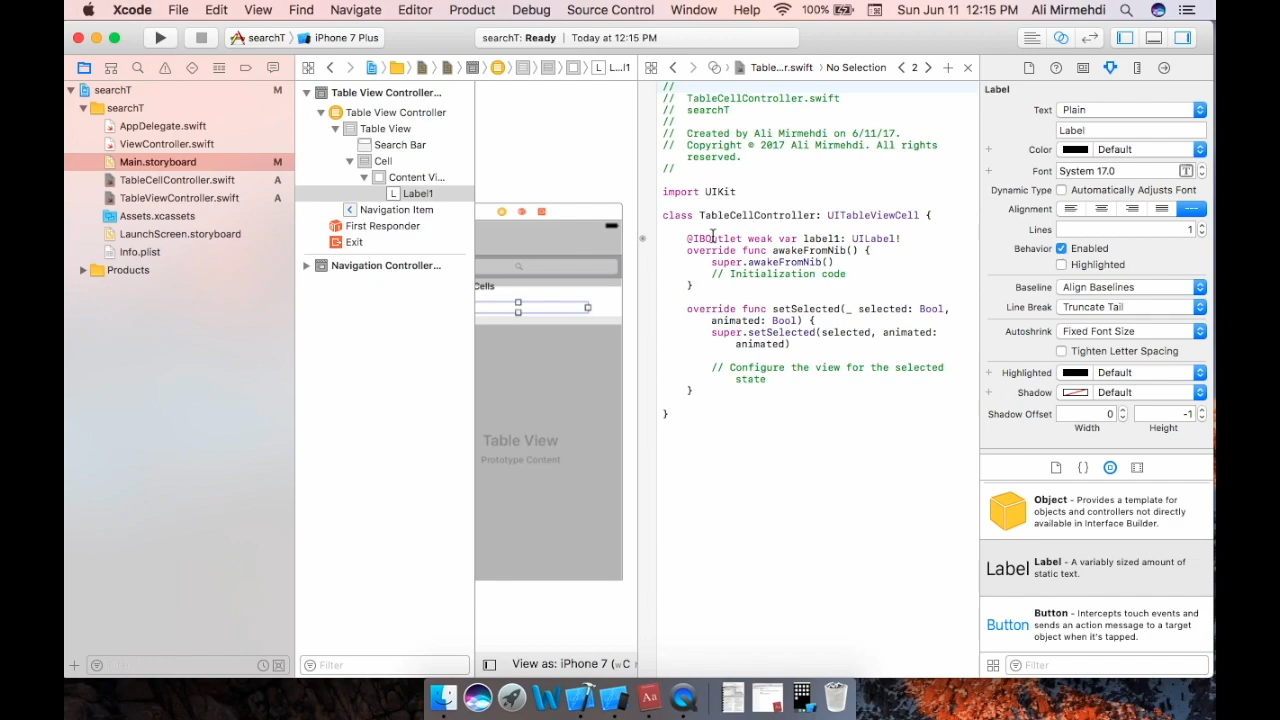 Xcode File Edit View Find Navigate Editor Product Debug Source Control Window Help 100% Sun Jun 11 12:15 PM Ali Mirmehdi
searchT iPhone 7 Plus searchT: Ready Today at 12:15 PM
L...l1 Table...r.swift No Selection 2
searchT M
searchT
AppDelegate.swift
ViewController.swift
Main.storyboard M
TableCellController.swift A
TableViewController.swift A
Assets.xcassets
LaunchScreen.storyboard
Info.plist
Products
Table View Controller...
Table View Controller
Table View
Search Bar
Cell
Content Vi...
L Label1
Navigation Item
First Responder
Exit
Navigation Controller...
Filter
Cells
Table View
Prototype Content
View as: iPhone 7 (wC
//
// TableCellController.swift
// searchT
//
// Created by Ali Mirmehdi on 6/11/17.
// Copyright © 2017 Ali Mirmehdi. All rights
reserved.
//
import UIKit
class TableCellController: UITableViewCell {
@IBOutlet weak var label1: UILabel!
override func awakeFromNib() {
super.awakeFromNib()
// Initialization code
}
override func setSelected(_ selected: Bool,
animated: Bool) {
super.setSelected(selected, animated:
animated)
// Configure the view for the selected
state
}
}
Label
Text Plain
Label
Color Default
Font System 17.0 T
Dynamic Type Automatically Adjusts Font
Alignment ---
Lines 1
Behavior Enabled
Highlighted
Baseline Align Baselines
Line Break Truncate Tail
Autoshrink Fixed Font Size
Tighten Letter Spacing
Highlighted Default
Shadow Default
Shadow Offset 0 -1
Width Height
{ }
Object - Provides a template for
objects and controllers not directly
available in Interface Builder.
Label Label - A variably sized amount of
static text.
Button Button - Intercepts touch events and
sends an action message to a target
object when it's tapped.
Filter
Aa